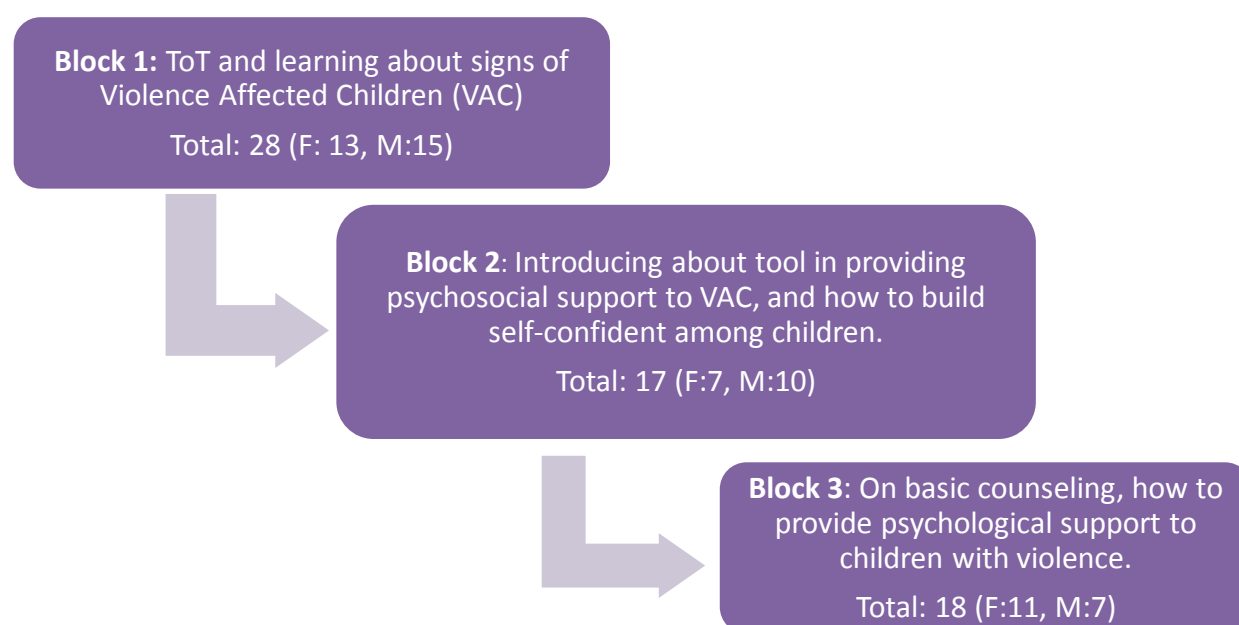 Block 1: ToT and learning about signs of
Violence Affected Children (VAC)
Total: 28 (F: 13, M:15)
Block 2: Introducing about tool in providing
psychosocial support to VAC, and how to build
self-confident among children.
Total: 17 (F:7, M:10)
Block 3: On basic counseling, how to
provide psychological support to
children with violence.
Total: 18 (F:11, M:7)